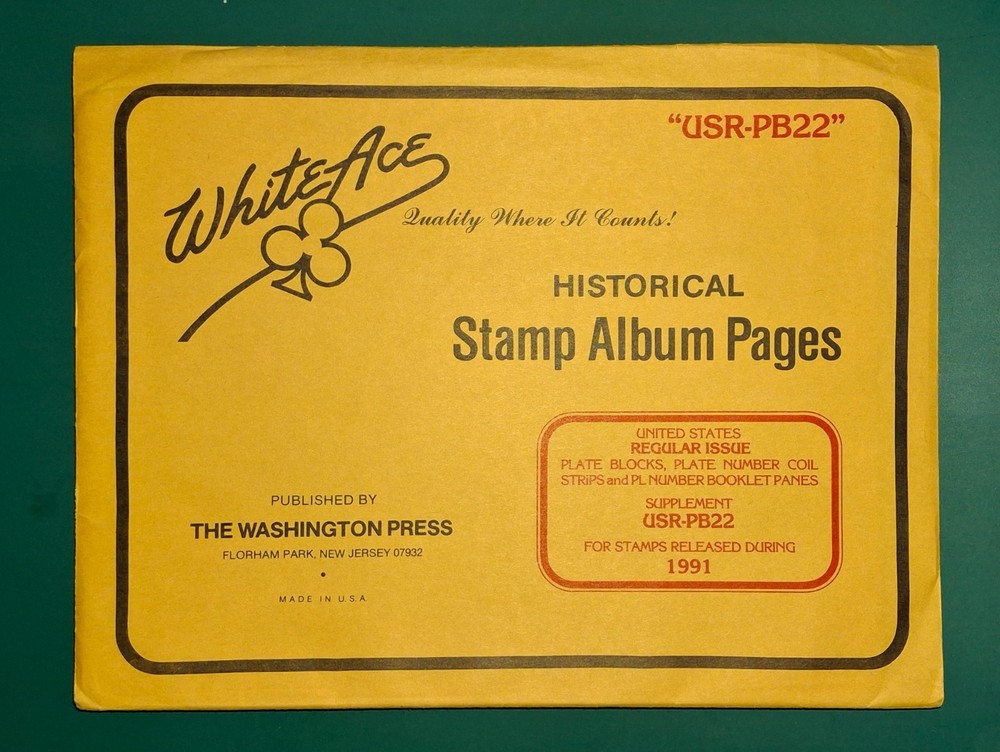 "USR-PB22"
White Ace
Quality Where It Counts!
HISTORICAL
Stamp Album Pages
UNITED STATES
REGULAR ISSUE
PLATE BLOCKS, PLATE NUMBER COIL
STRIPS and PL NUMBER BOOKLET PANES
SUPPLEMENT
USR-PB22
FOR STAMPS RELEASED DURING
1991
PUBLISHED BY
THE WASHINGTON PRESS
FLORHAM PARK, NEW JERSEY 07932
•
MADE IN U.S.A.